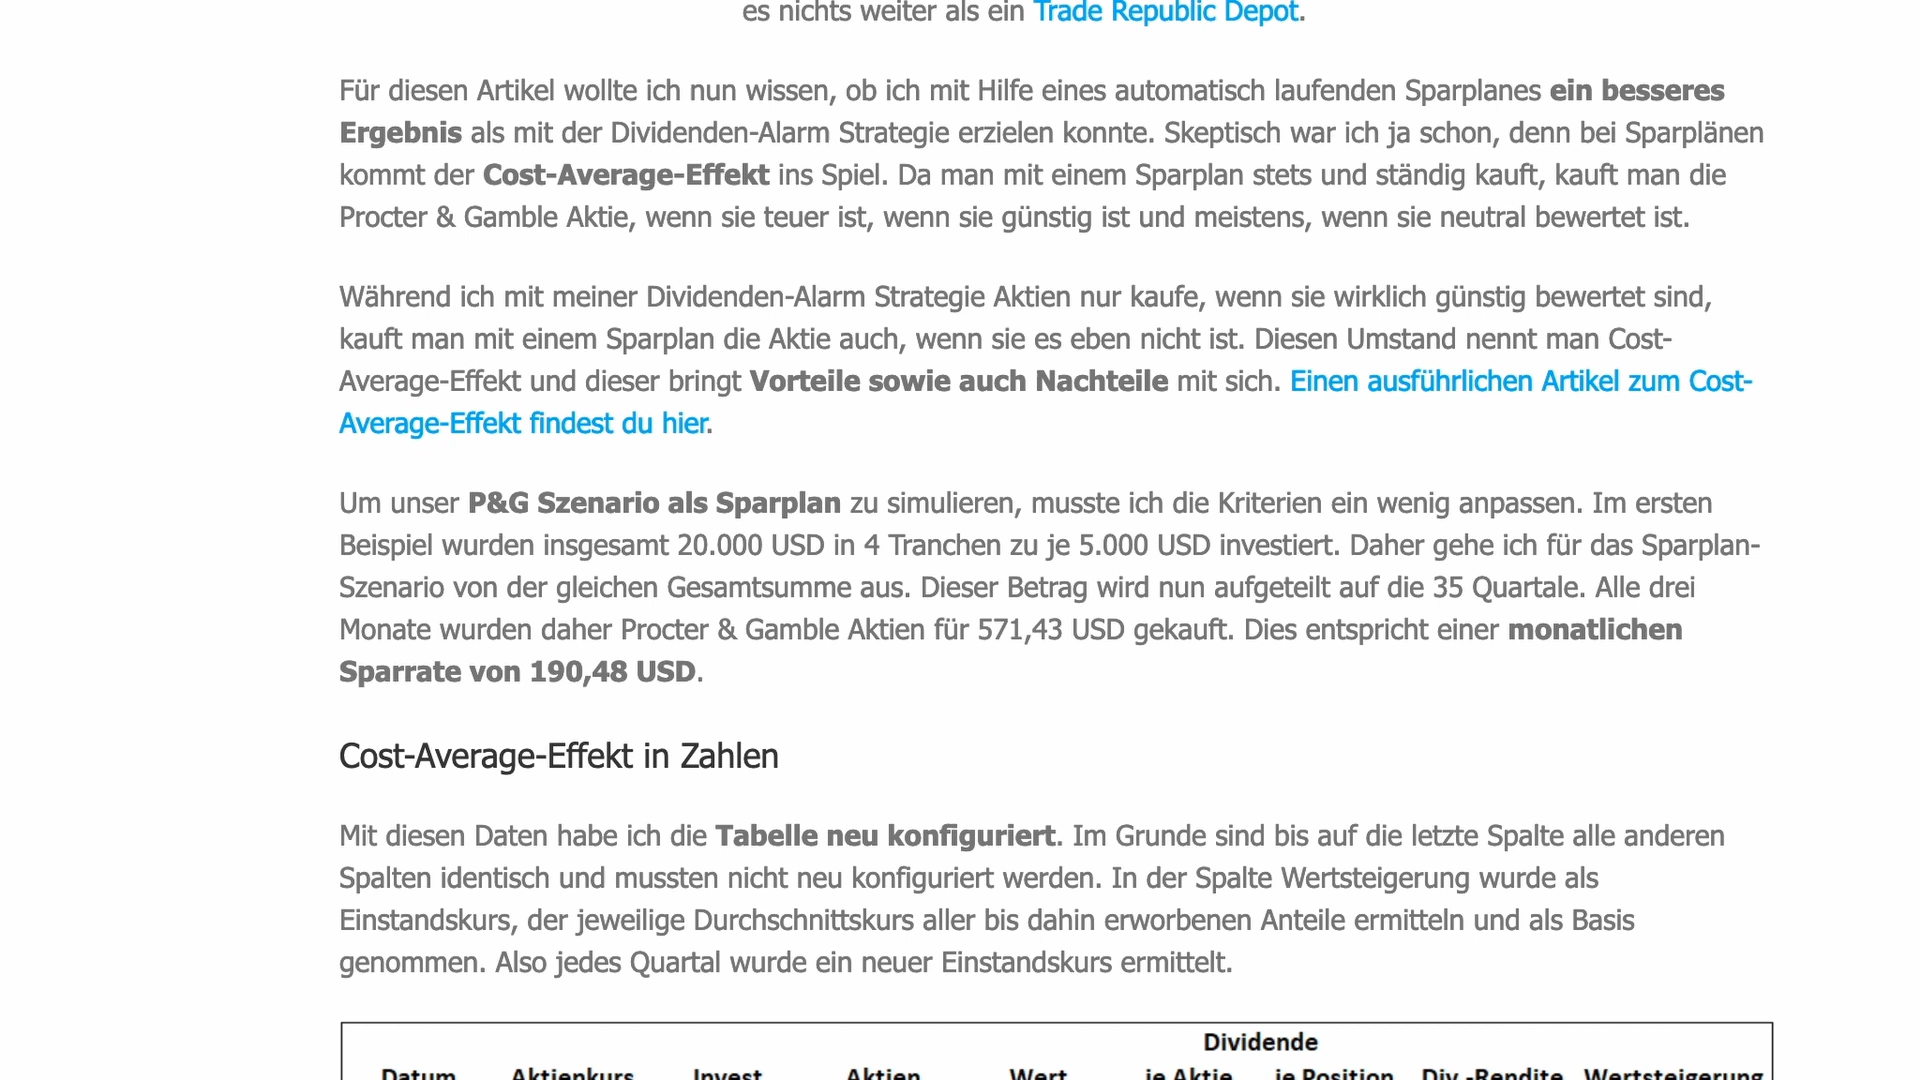 es nichts weiter als ein Trade Republic Depot.
Für diesen Artikel wollte ich nun wissen, ob ich mit Hilfe eines automatisch laufenden Sparplanes ein besseres
Ergebnis als mit der Dividenden-Alarm Strategie erzielen konnte. Skeptisch war ich ja schon, denn bei Sparplänen
kommt der Cost-Average-Effekt ins Spiel. Da man mit einem Sparplan stets und ständig kauft, kauft man die
Procter & Gamble Aktie, wenn sie teuer ist, wenn sie günstig ist und meistens, wenn sie neutral bewertet ist.
Während ich mit meiner Dividenden-Alarm Strategie Aktien nur kaufe, wenn sie wirklich günstig bewertet sind,
kauft man mit einem Sparplan die Aktie auch, wenn sie es eben nicht ist. Diesen Umstand nennt man Cost-
Average-Effekt und dieser bringt Vorteile sowie auch Nachteile mit sich. Einen ausführlichen Artikel zum Cost-
Average-Effekt findest du hier.
Um unser P&G Szenario als Sparplan zu simulieren, musste ich die Kriterien ein wenig anpassen. Im ersten
Beispiel wurden insgesamt 20.000 USD in 4 Tranchen zu je 5.000 USD investiert. Daher gehe ich für das Sparplan-
Szenario von der gleichen Gesamtsumme aus. Dieser Betrag wird nun aufgeteilt auf die 35 Quartale. Alle drei
Monate wurden daher Procter & Gamble Aktien für 571,43 USD gekauft. Dies entspricht einer monatlichen
Sparrate von 190,48 USD.
Cost-Average-Effekt in Zahlen
Mit diesen Daten habe ich die Tabelle neu konfiguriert. Im Grunde sind bis auf die letzte Spalte alle anderen
Spalten identisch und mussten nicht neu konfiguriert werden. In der Spalte Wertsteigerung wurde als
Einstandskurs, der jeweilige Durchschnittskurs aller bis dahin erworbenen Anteile ermitteln und als Basis
genommen. Also jedes Quartal wurde ein neuer Einstandskurs ermittelt.
Dividende
Datum Aktienkurs Invest Aktien Wert je Aktie je Position Div.-Rendite Wertsteigerung